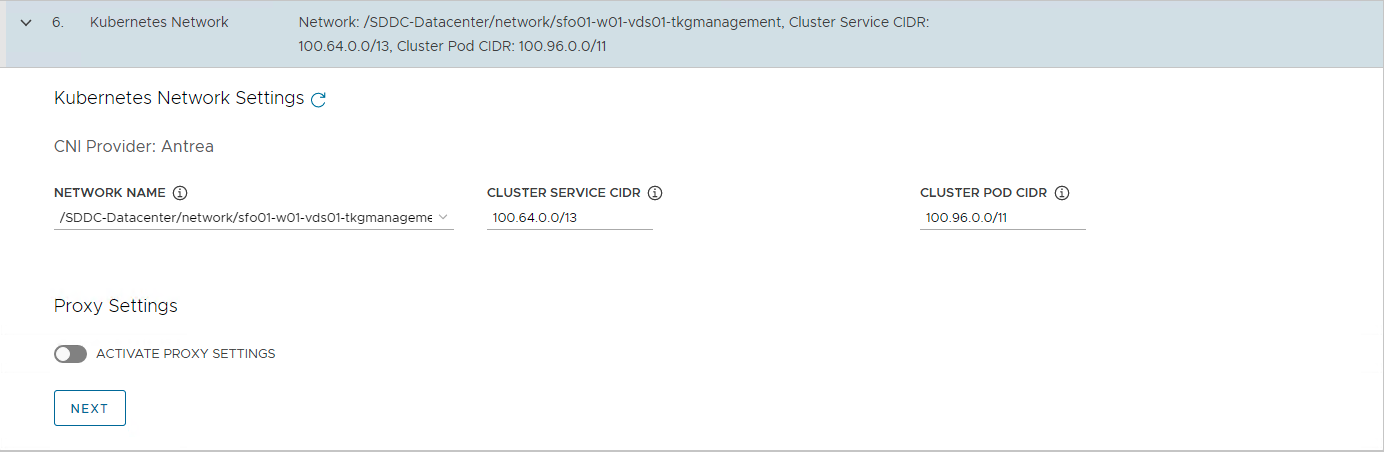 6. Kubernetes Network Network: /SDDC-Datacenter/network/sfo01-w01-vds01-tkgmanagement, Cluster Service CIDR:
100.64.0.0/13, Cluster Pod CIDR: 100.96.0.0/11
Kubernetes Network Settings
CNI Provider: Antrea
NETWORK NAME CLUSTER SERVICE CIDR CLUSTER POD CIDR
/SDDC-Datacenter/network/sfo01-w01-vds01-tkgmanageme 100.64.0.0/13 100.96.0.0/11
Proxy Settings
ACTIVATE PROXY SETTINGS
NEXT